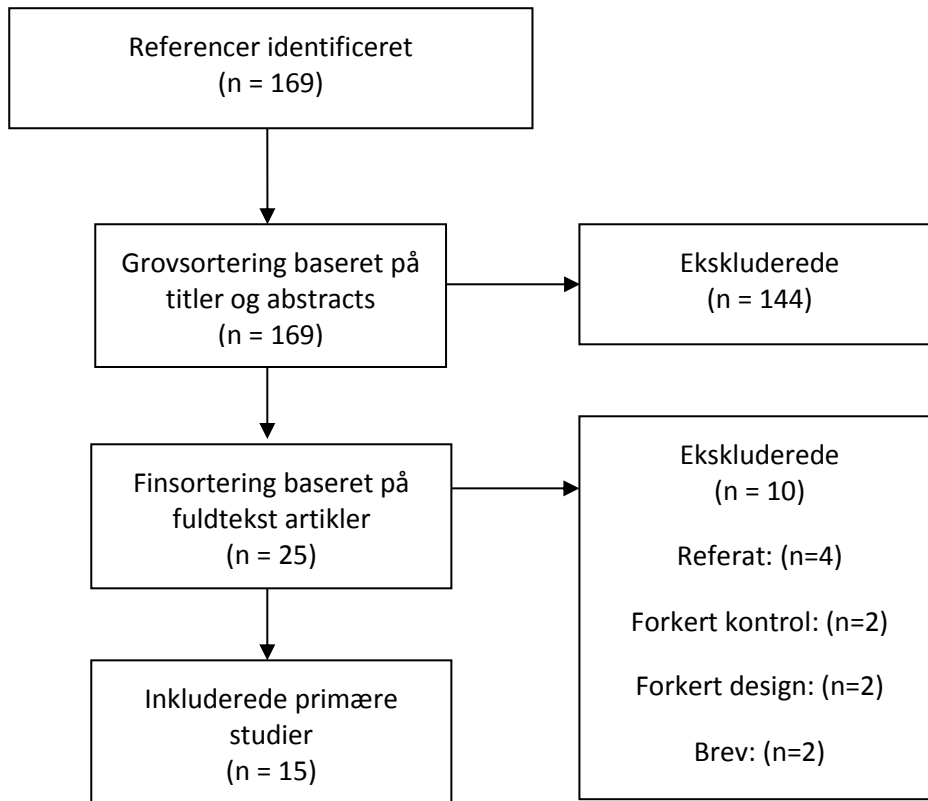 Referencer identificeret
(n = 169)
Grovsortering baseret på
titler og abstracts
(n = 169)
Ekskluderede
(n = 144)
Finsortering baseret på
fuldtekst artikler
(n = 25)
Ekskluderede
(n = 10)
Referat: (n=4)
Forkert kontrol: (n=2)
Forkert design: (n=2)
Brev: (n=2)
Inkluderede primære
studier
(n = 15)